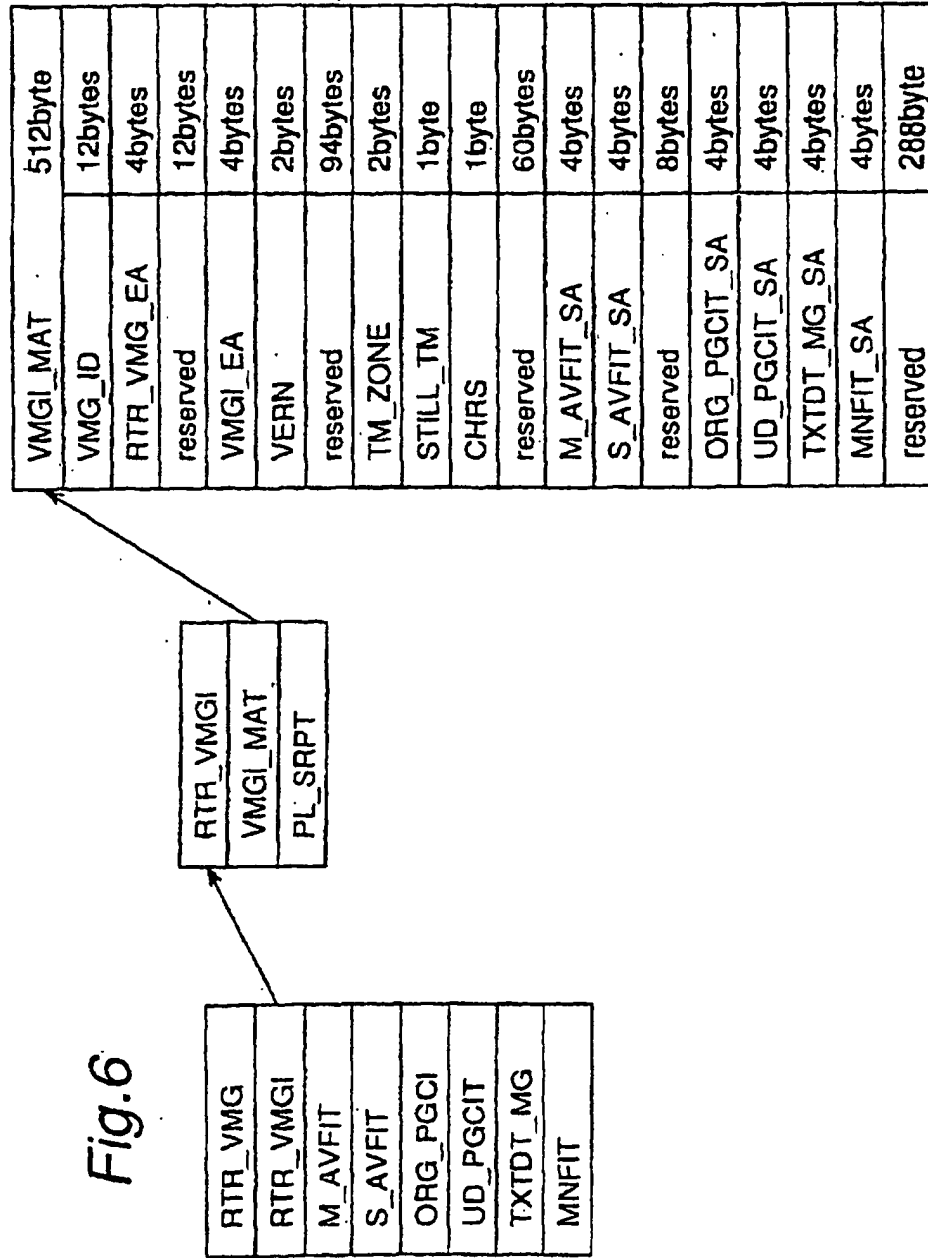 Fig.6
RTR_VMG
RTR_VMGI
M_AVFIT
S_AVFIT
ORG_PGCI
UD_PGCIT
TXTDT_MG
MNFIT
RTR_VMGI
VMGI_MAT
PL_SRPT
VMGI_MAT 512byte
VMG_ID 12bytes
RTR_VMG_EA 4bytes
reserved 12bytes
VMGI_EA 4bytes
VERN 2bytes
reserved 94bytes
TM_ZONE 2bytes
STILL_TM 1byte
CHRS 1byte
reserved 60bytes
M_AVFIT_SA 4bytes
S_AVFIT_SA 4bytes
reserved 8bytes
ORG_PGCIT_SA 4bytes
UD_PGCIT_SA 4bytes
TXTDT_MG_SA 4bytes
MNFIT_SA 4bytes
reserved 288byte